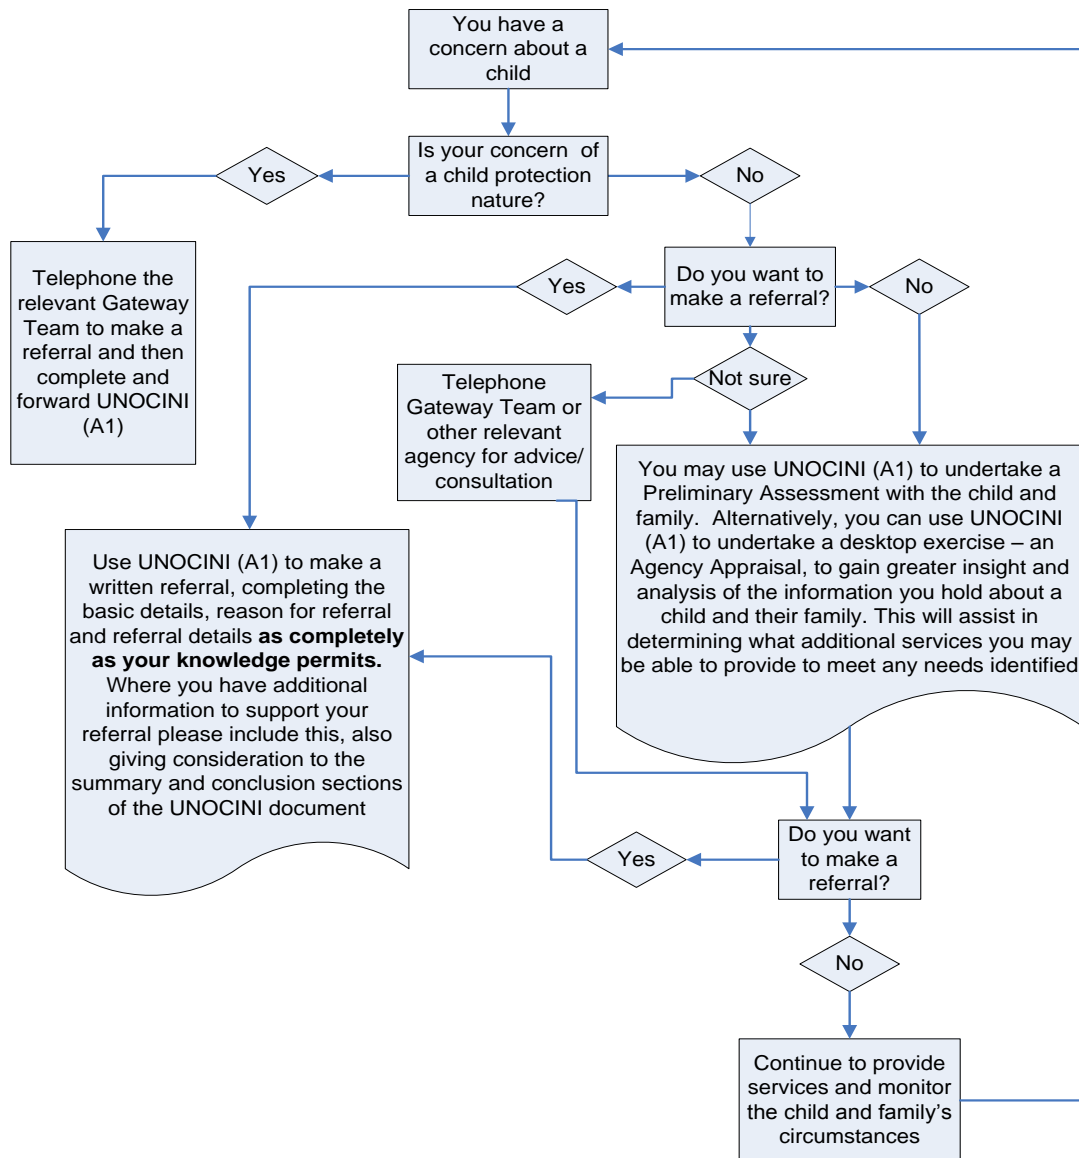 You have a
concern about a
child
Is your concern  of
a child protection
nature?
Yes
No
Telephone the
relevant Gateway
Team to make a
referral and then
complete and
forward UNOCINI
(A1)
Do you want to
make a referral?
Yes
No
Not sure
Telephone
Gateway Team or
other relevant
agency for advice/
consultation
You may use UNOCINI (A1) to undertake a
Preliminary Assessment with the child and
family.  Alternatively, you can use UNOCINI
(A1) to undertake a desktop exercise – an
Agency Appraisal, to gain greater insight and
analysis of the information you hold about a
child and their family. This will assist in
determining what additional services you may
be able to provide to meet any needs identified
Use UNOCINI (A1) to make a
written referral, completing the
basic details, reason for referral
and referral details as completely
as your knowledge permits.
Where you have additional
information to support your
referral please include this, also
giving consideration to the
summary and conclusion sections
of the UNOCINI document
Do you want
to make a
referral?
Yes
No
Continue to provide
services and monitor
the child and family’s
circumstances